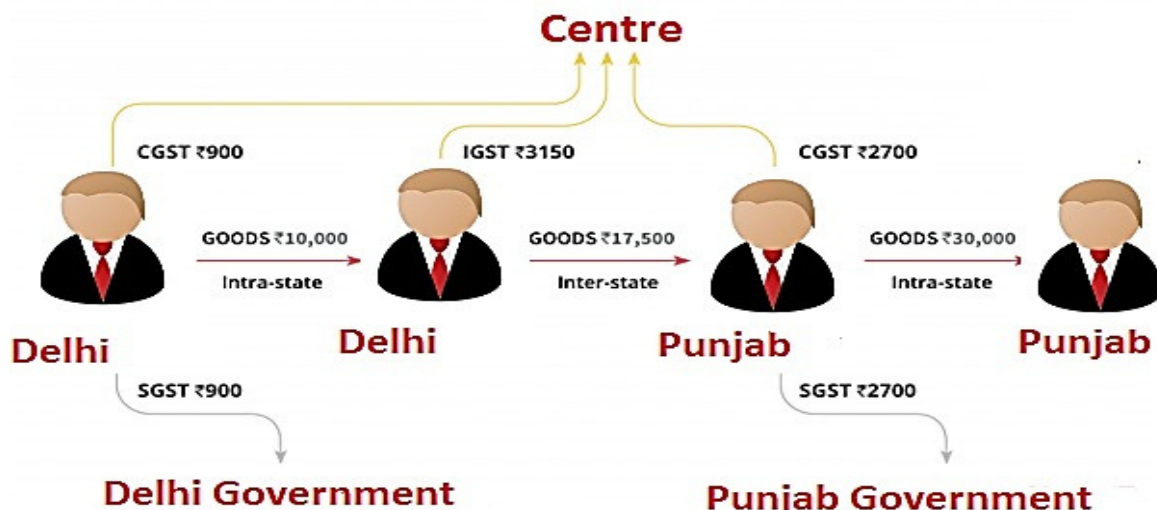 Centre
CGST ₹900
IGST ₹3150
CGST ₹2700
GOODS ₹10,000
GOODS ₹17,500
GOODS ₹30,000
Intra-state
Inter-state
Intra-state
Delhi
Delhi
Punjab
Punjab
SGST ₹900
SGST ₹2700
Delhi Government
Punjab Government